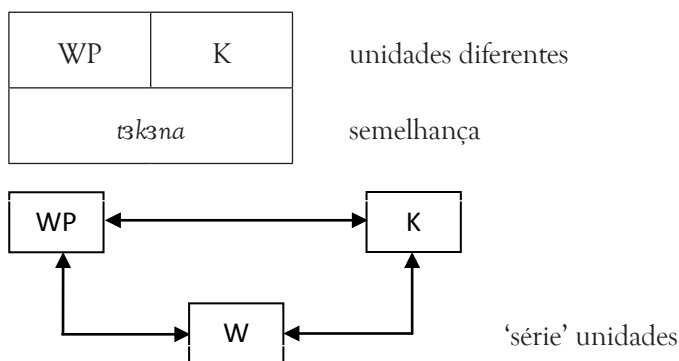 WP K unidades diferentes
tɜkɜna semelhança
WP K
W 'série' unidades